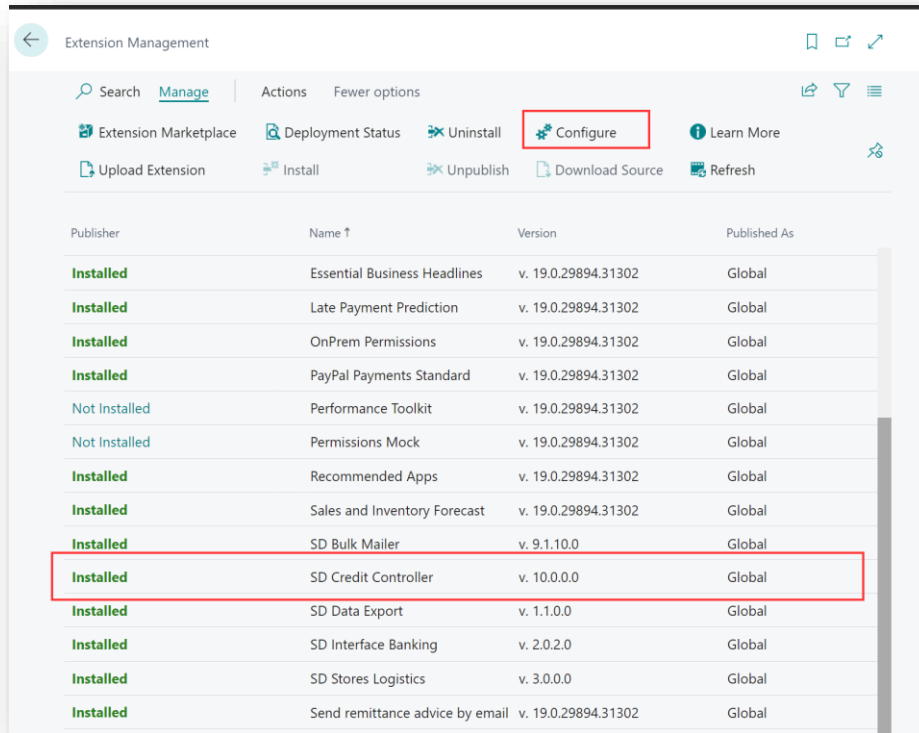 Extension Management
Search Manage Actions Fewer options
Extension Marketplace Deployment Status Uninstall Configure Learn More
Upload Extension Install Unpublish Download Source Refresh
Publisher Name ↑ Version Published As
Installed Essential Business Headlines v. 19.0.29894.31302 Global
Installed Late Payment Prediction v. 19.0.29894.31302 Global
Installed OnPrem Permissions v. 19.0.29894.31302 Global
Installed PayPal Payments Standard v. 19.0.29894.31302 Global
Not Installed Performance Toolkit v. 19.0.29894.31302 Global
Not Installed Permissions Mock v. 19.0.29894.31302 Global
Installed Recommended Apps v. 19.0.29894.31302 Global
Installed Sales and Inventory Forecast v. 19.0.29894.31302 Global
Installed SD Bulk Mailer v. 9.1.10.0 Global
Installed SD Credit Controller v. 10.0.0.0 Global
Installed SD Data Export v. 1.1.0.0 Global
Installed SD Interface Banking v. 2.0.2.0 Global
Installed SD Stores Logistics v. 3.0.0.0 Global
Installed Send remittance advice by email v. 19.0.29894.31302 Global